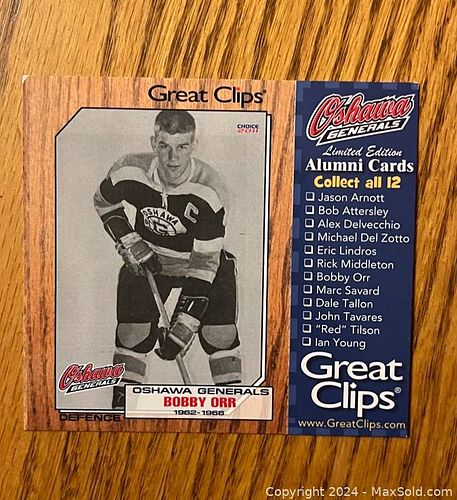 Great Clips®
CHOICE
2011
OSHAWA
C
Oshawa
GENERALS
OSHAWA GENERALS
BOBBY ORR
1962-1966
DEFENCE
Oshawa
GENERALS
Limited Edition
Alumni Cards
Collect all 12
Jason Arnott
Bob Attersley
Alex Delvecchio
Michael Del Zotto
Eric Lindros
Rick Middleton
Bobby Orr
Marc Savard
Dale Tallon
John Tavares
"Red" Tilson
Ian Young
Great
Clips®
www.GreatClips.com
Copyright 2024 - MaxSold.com